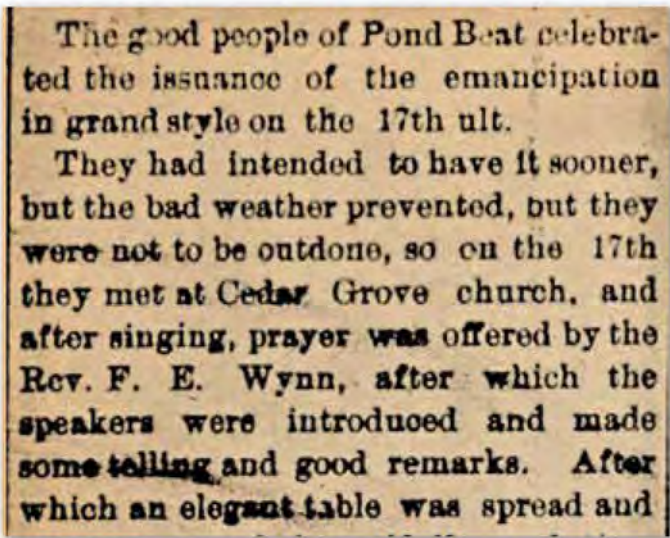 The good people of Pond Beat celebra-
ted the issuance of the emancipation
in grand style on the 17th ult.
They had intended to have it sooner,
but the bad weather prevented, but they
were not to be outdone, so on the 17th
they met at Cedar Grove church, and
after singing, prayer was offered by the
Rev. F. E. Wynn, after which the
speakers were introduced and made
some telling and good remarks. After
which an elegant table was spread and